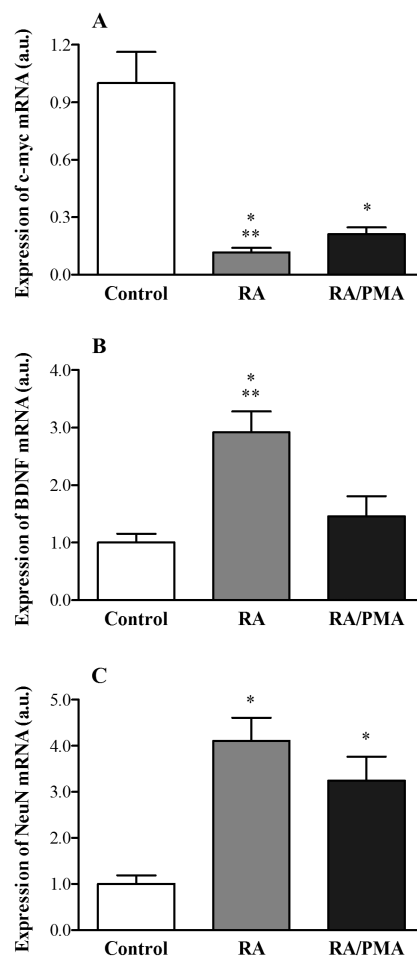 A
Expression of c-myc mRNA (a.u.)
1.2
0.9
0.6
0.3
0.0
*
**
*
Control RA RA/PMA
B
Expression of BDNF mRNA (a.u.)
4.0
3.0
2.0
1.0
0.0
*
**
Control RA RA/PMA
C
Expression of NeuN mRNA (a.u.)
5.0
4.0
3.0
2.0
1.0
0.0
*
*
Control RA RA/PMA